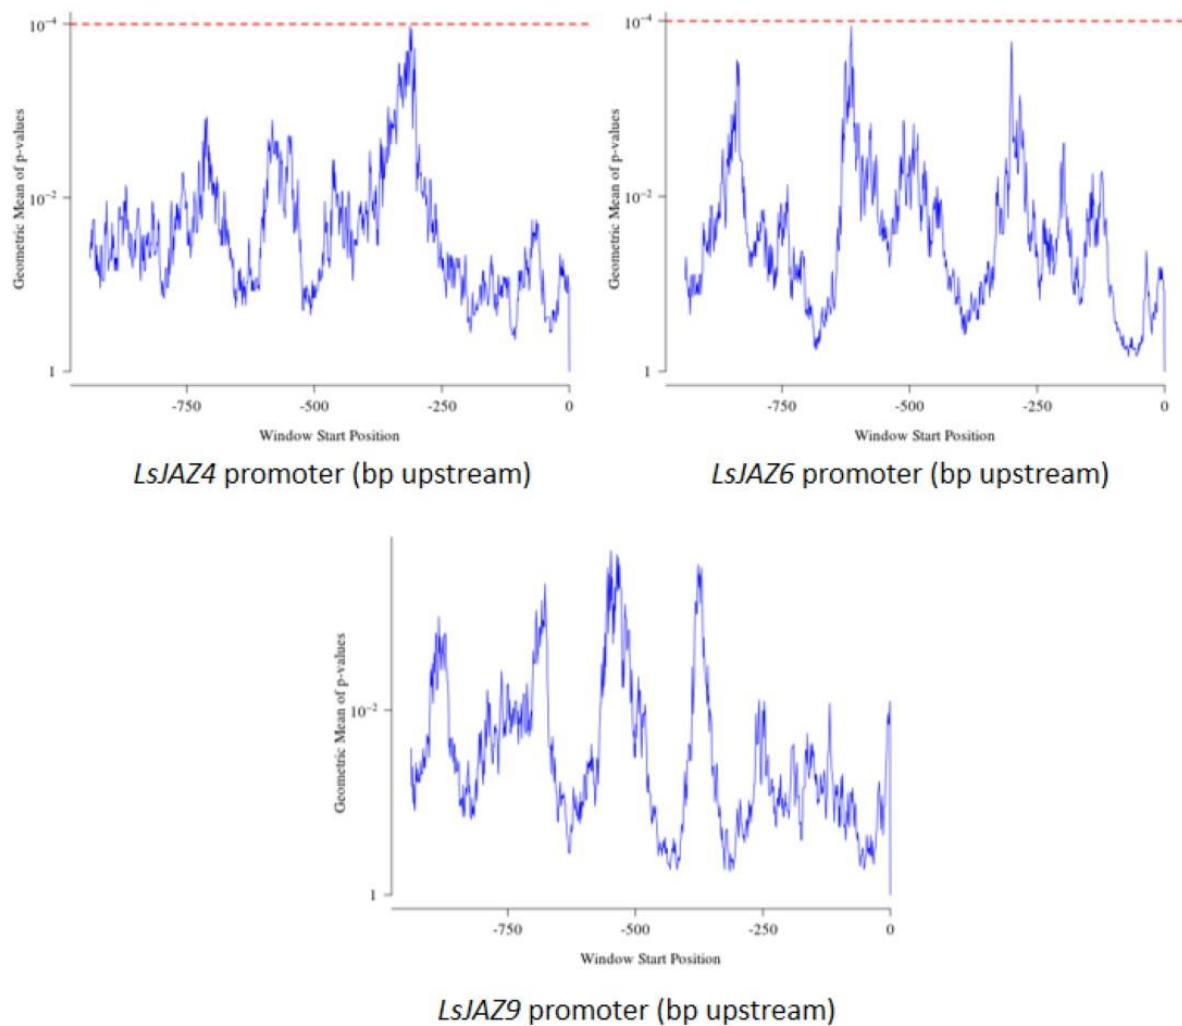 10⁻⁴
10⁻²
1
Geometric Mean of p-values
-750 -500 -250 0
Window Start Position
LsJAZ4 promoter (bp upstream)
10⁻⁴
10⁻²
1
Geometric Mean of p-values
-750 -500 -250 0
Window Start Position
LsJAZ6 promoter (bp upstream)
10⁻²
1
Geometric Mean of p-values
-750 -500 -250 0
Window Start Position
LsJAZ9 promoter (bp upstream)